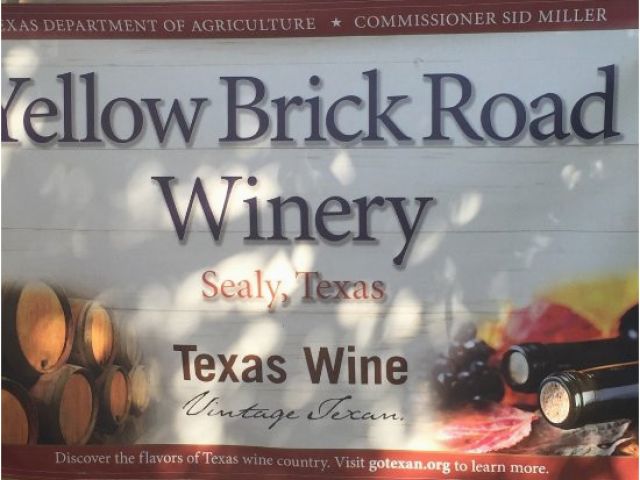 EXAS DEPARTMENT OF AGRICULTURE ★ COMMISSIONER SID MILLER
Yellow Brick Road
Winery
Sealy, Texas
Texas Wine
Vintage Texan.
Discover the flavors of Texas wine country. Visit gotexan.org to learn more.